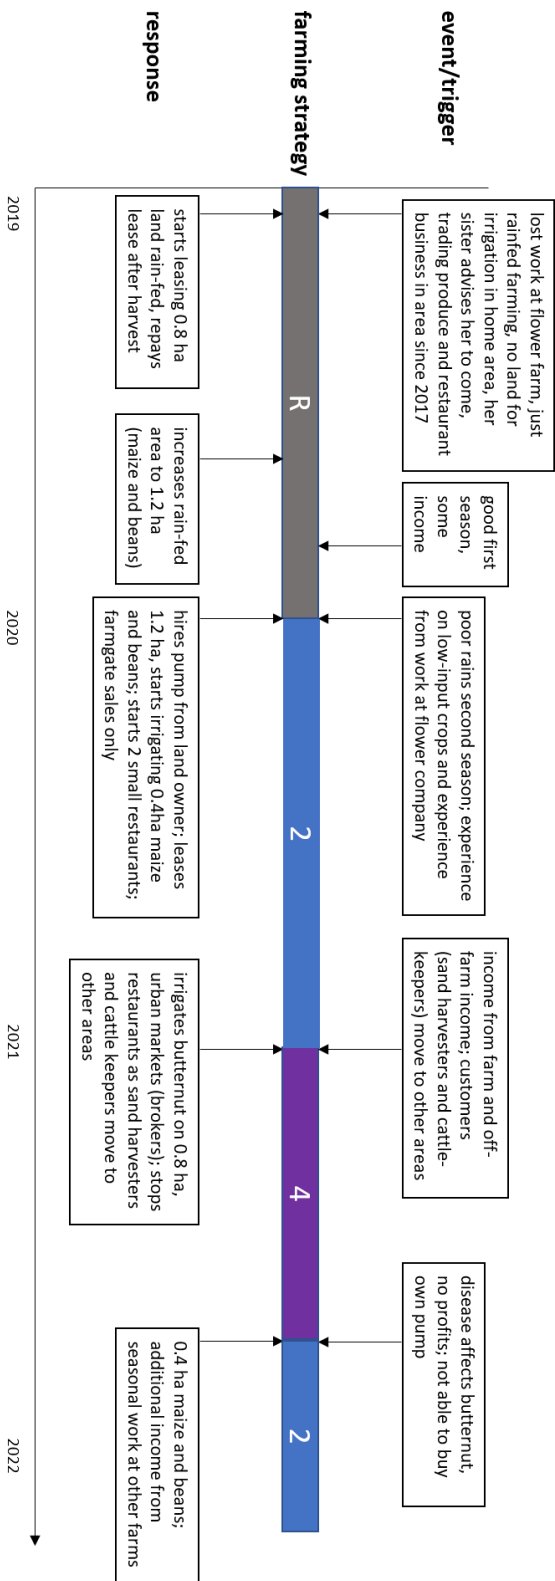 event/trigger
lost work at flower farm, just
rainfed farming, no land for
irrigation in home area, her
sister advises her to come,
trading produce and restaurant
business in area since 2017
good first
season,
some
income
poor rains second season; experience
on low-input crops and experience
from work at flower company
income from farm and off-
farm income; customers
(sand harvesters and cattle-
keepers) move to other areas
disease affects butternut,
no profits; not able to buy
own pump
farming strategy
R
2
4
2
response
starts leasing 0.8 ha
land rain-fed, repays
lease after harvest
increases rain-fed
area to 1.2 ha
(maize and beans)
hires pump from land owner; leases
1.2 ha, starts irrigating 0.4ha maize
and beans; starts 2 small restaurants;
farmgate sales only
irrigates butternut on 0.8 ha,
urban markets (brokers); stops
restaurants as sand harvesters
and cattle keepers move to
other areas
0.4 ha maize and beans;
additional income from
seasonal work at other farms
2019
2020
2021
2022